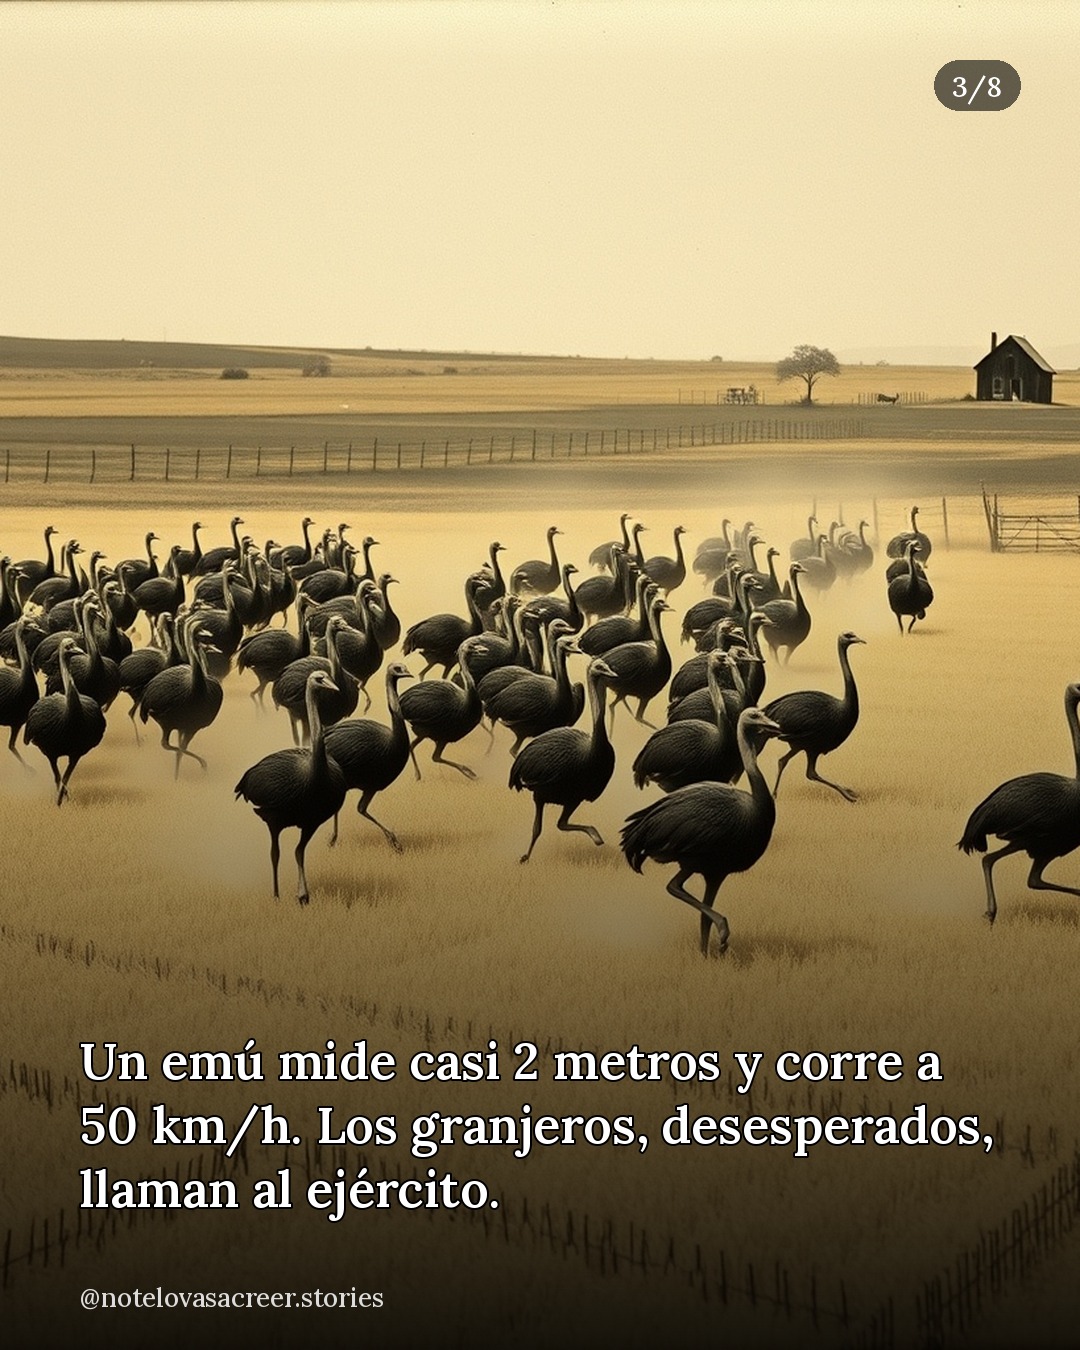 3/8
Un emú mide casi 2 metros y corre a
50 km/h. Los granjeros, desesperados,
llaman al ejército.
@notelovasacreer.stories